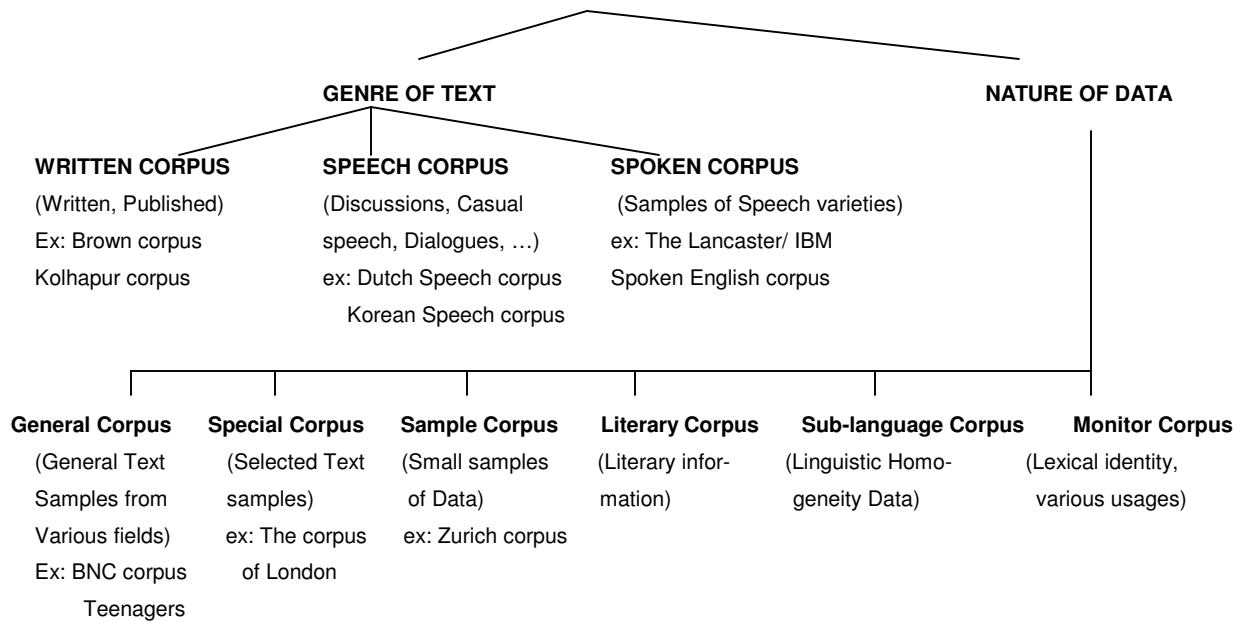 GENRE OF TEXT
NATURE OF DATA
WRITTEN CORPUS
(Written, Published)
Ex: Brown corpus
Kolhapur corpus
SPEECH CORPUS
(Discussions, Casual
speech, Dialogues, …)
ex: Dutch Speech corpus
Korean Speech corpus
SPOKEN CORPUS
(Samples of Speech varieties)
ex: The Lancaster/ IBM
Spoken English corpus
General Corpus
(General Text
Samples from
Various fields)
Ex: BNC corpus
Teenagers
Special Corpus
(Selected Text
samples)
ex: The corpus
of London
Sample Corpus
(Small samples
of Data)
ex: Zurich corpus
Literary Corpus
(Literary infor-
mation)
Sub-language Corpus
(Linguistic Homo-
geneity Data)
Monitor Corpus
(Lexical identity,
various usages)